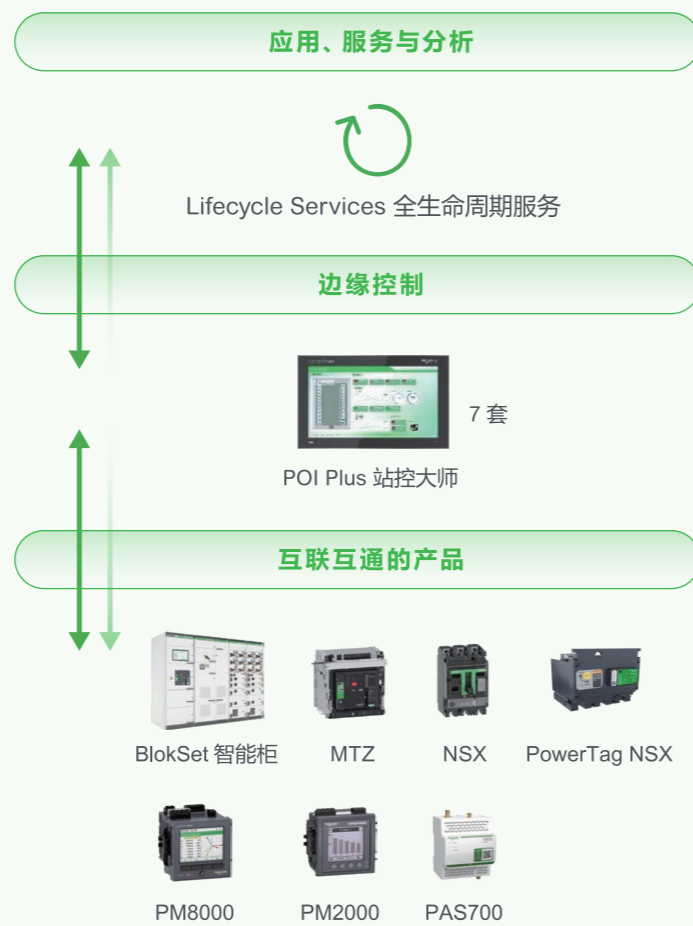 应用、服务与分析
Lifecycle Services 全生命周期服务
边缘控制
7 套
POI Plus 站控大师
互联互通的产品
BlokSet 智能柜 MTZ NSX PowerTag NSX
PM8000 PM2000 PAS700